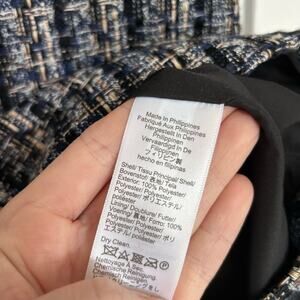 Made In Philippines
Fabriqué Aux Philippines
Hergestellt In Den
Philippinen
Vervaardigd In De
Filippijnen
フィリピン製
hecho en filipinas
Shell/Tissu Principal/Shell/
Bovenstof/表地/Tela
Exterior: 100% Polyester/
Polyester/Polyester/
Polyester/ポリエステル/
poliéster
Lining/Doublure/Futter/
Voering/裏地/Forro: 100%
Polyester/Polyester/
Polyester/Polyester/ポリ
エステル/poliéster
Dry Clean.
Nettoyage À Sec.
Chemische Reinigung.